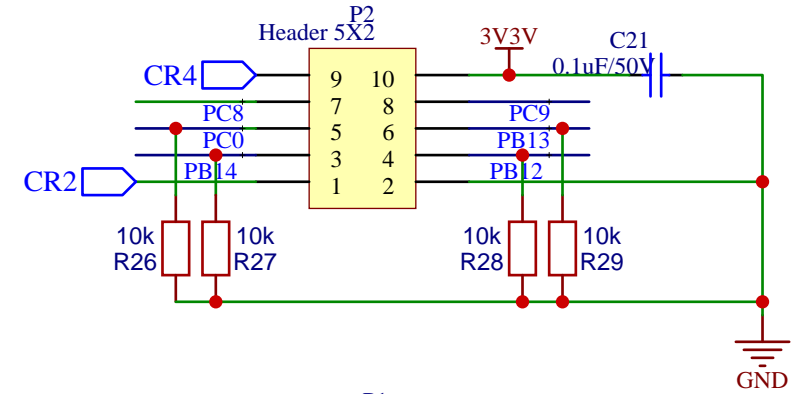 P2
Header 5X2
3V3V
C21
0.1uF/50V
CR4
9 10
7 8
PC8 PC9
5 6
PC0 PB13
3 4
PB14 PB12
CR2
1 2
10k 10k 10k 10k
R26 R27 R28 R29
GND